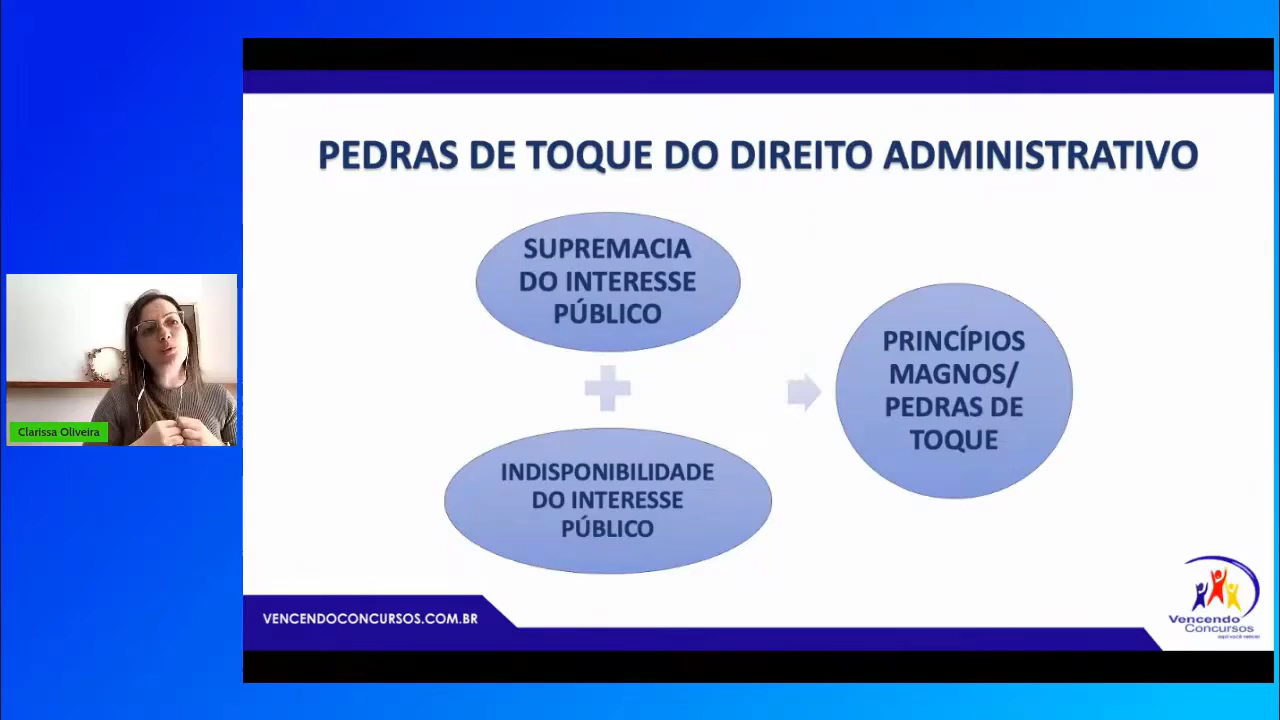 PEDRAS DE TOQUE DO DIREITO ADMINISTRATIVO
SUPREMACIA
DO INTERESSE
PÚBLICO
INDISPONIBILIDADE
DO INTERESSE
PÚBLICO
PRINCÍPIOS
MAGNOS/
PEDRAS DE
TOQUE
Clarissa Oliveira
VENCENDOCONCURSOS.COM.BR
Vencendo
Concursos